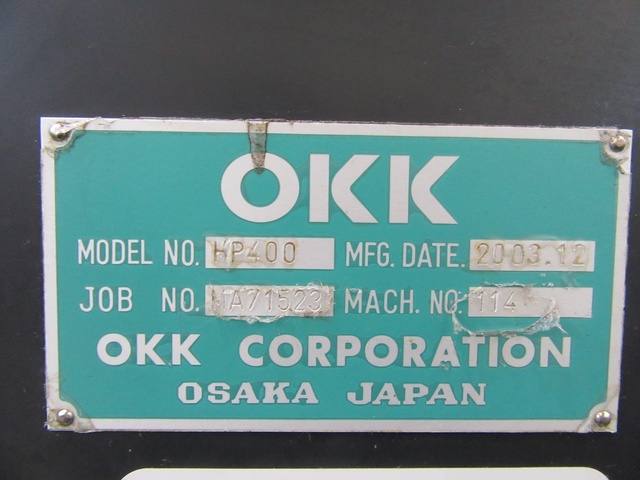 OKK
MODEL NO. HP400 MFG. DATE. 2003.12
JOB NO. MA71523 MACH. NO. 114
OKK CORPORATION
OSAKA JAPAN